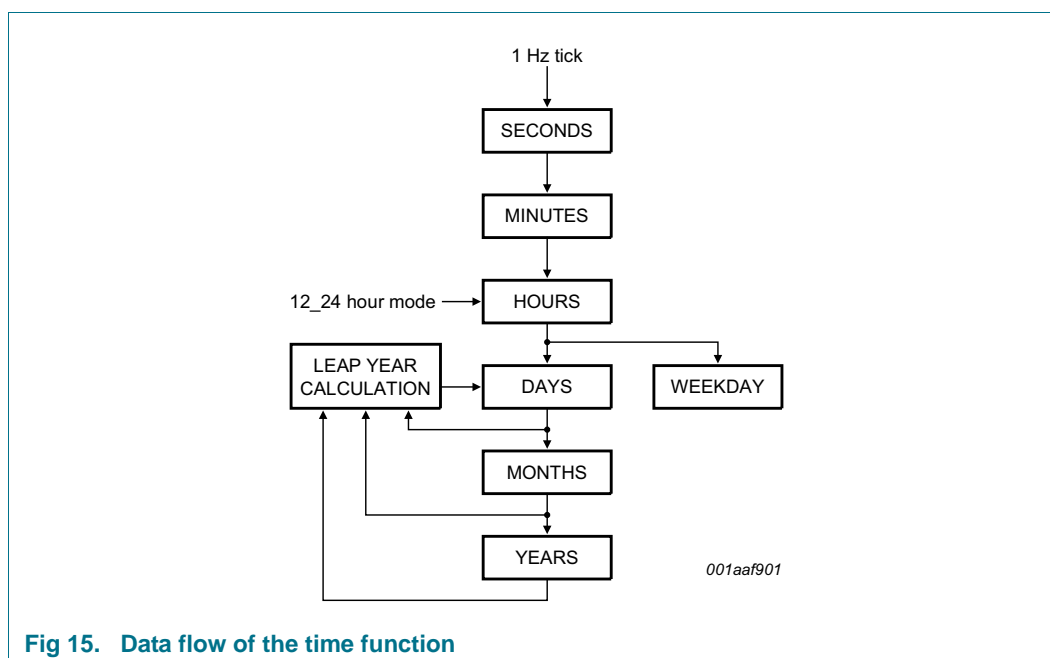 1 Hz tick
SECONDS
MINUTES
12_24 hour mode
HOURS
LEAP YEAR
CALCULATION
DAYS
WEEKDAY
MONTHS
YEARS
001aaf901
Fig 15. Data flow of the time function